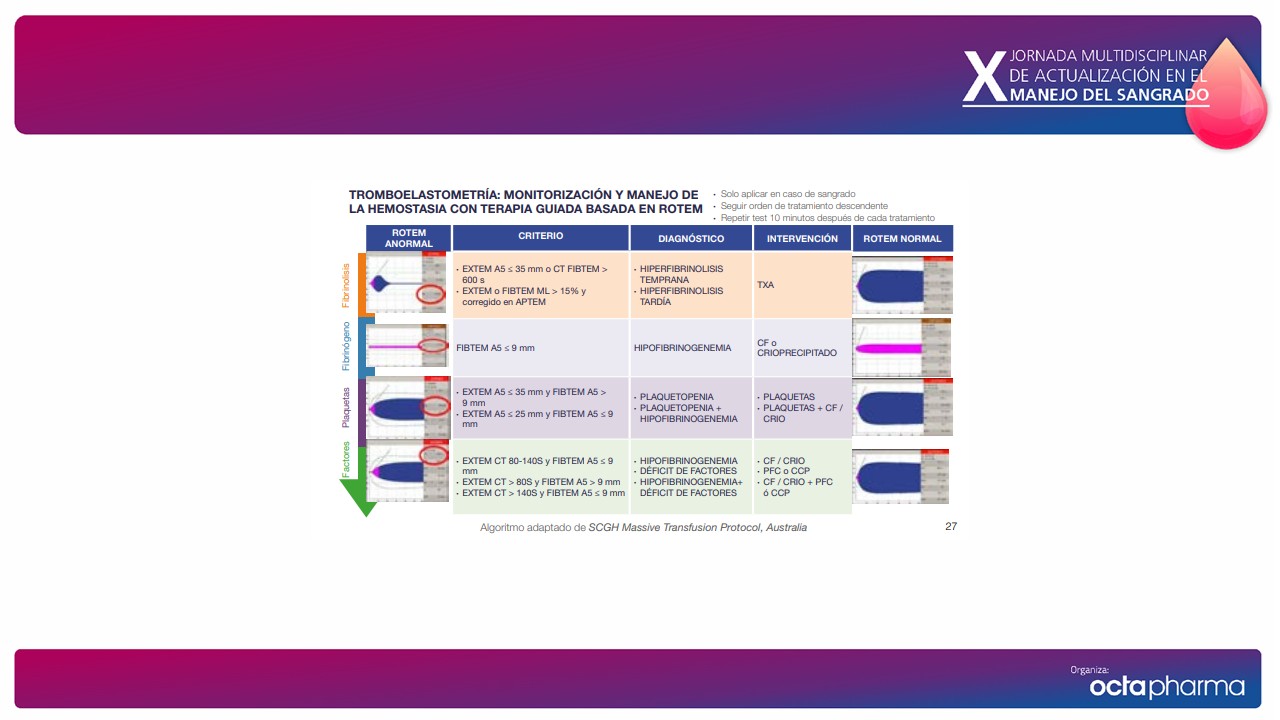 X JORNADA MULTIDISCIPLINAR
DE ACTUALIZACIÓN EN EL
MANEJO DEL SANGRADO
TROMBOELASTOMETRÍA: MONITORIZACIÓN Y MANEJO DE
LA HEMOSTASIA CON TERAPIA GUIADA BASADA EN ROTEM
• Solo aplicar en caso de sangrado
• Seguir orden de tratamiento descendente
• Repetir test 10 minutos después de cada tratamiento
ROTEM
ANORMAL
CRITERIO
DIAGNÓSTICO
INTERVENCIÓN
ROTEM NORMAL
Fibrinolisis
• EXTEM A5 ≤ 35 mm o CT FIBTEM >
600 s
• EXTEM o FIBTEM ML > 15% y
corregido en APTEM
• HIPERFIBRINOLISIS
TEMPRANA
• HIPERFIBRINOLISIS
TARDÍA
TXA
Fibrinógeno
FIBTEM A5 ≤ 9 mm
HIPOFIBRINOGENEMIA
CF o
CRIOPRECIPITADO
Plaquetas
• EXTEM A5 ≤ 35 mm y FIBTEM A5 >
9 mm
• EXTEM A5 ≤ 25 mm y FIBTEM A5 ≤ 9
mm
• PLAQUETOPENIA
• PLAQUETOPENIA +
HIPOFIBRINOGENEMIA
• PLAQUETAS
• PLAQUETAS + CF /
CRIO
Factores
• EXTEM CT 80-140S y FIBTEM A5 ≤ 9
mm
• EXTEM CT > 80S y FIBTEM A5 > 9 mm
• EXTEM CT > 140S y FIBTEM A5 ≤ 9 mm
• HIPOFIBRINOGENEMIA
• DÉFICIT DE FACTORES
• HIPOFIBRINOGENEMIA+
DÉFICIT DE FACTORES
• CF / CRIO
• PFC o CCP
• CF / CRIO + PFC
ó CCP
Algoritmo adaptado de SCGH Massive Transfusion Protocol, Australia
27
Organiza:
octapharma